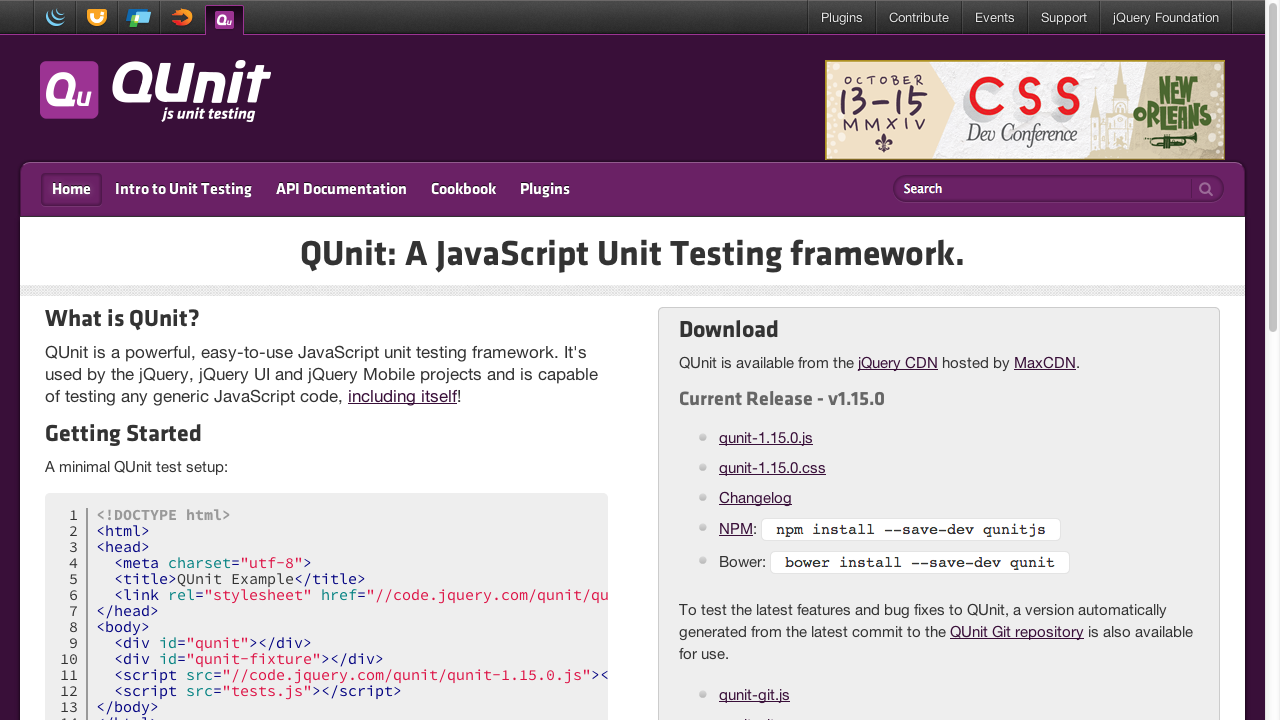 Plugins
Contribute
Events
Support
jQuery Foundation
Qu
Qu
QUnit
js unit testing
OCTOBER
13-15
MMXIV
CSS
Dev Conference
NEW
ORLEANS
Home
Intro to Unit Testing
API Documentation
Cookbook
Plugins
Search
QUnit: A JavaScript Unit Testing framework.
What is QUnit?
QUnit is a powerful, easy-to-use JavaScript unit testing framework. It's
used by the jQuery, jQuery UI and jQuery Mobile projects and is capable
of testing any generic JavaScript code, including itself!
Getting Started
A minimal QUnit test setup:
1 <!DOCTYPE html>
2 <html>
3 <head>
4 <meta charset="utf-8">
5 <title>QUnit Example</title>
6 <link rel="stylesheet" href="//code.jquery.com/qunit/qu
7 </head>
8 <body>
9 <div id="qunit"></div>
10 <div id="qunit-fixture"></div>
11 <script src="//code.jquery.com/qunit/qunit-1.15.0.js"><
12 <script src="tests.js"></script>
13 </body>
Download
QUnit is available from the jQuery CDN hosted by MaxCDN.
Current Release - v1.15.0
qunit-1.15.0.js
qunit-1.15.0.css
Changelog
NPM: npm install --save-dev qunitjs
Bower: bower install --save-dev qunit
To test the latest features and bug fixes to QUnit, a version automatically
generated from the latest commit to the QUnit Git repository is also available
for use.
qunit-git.js